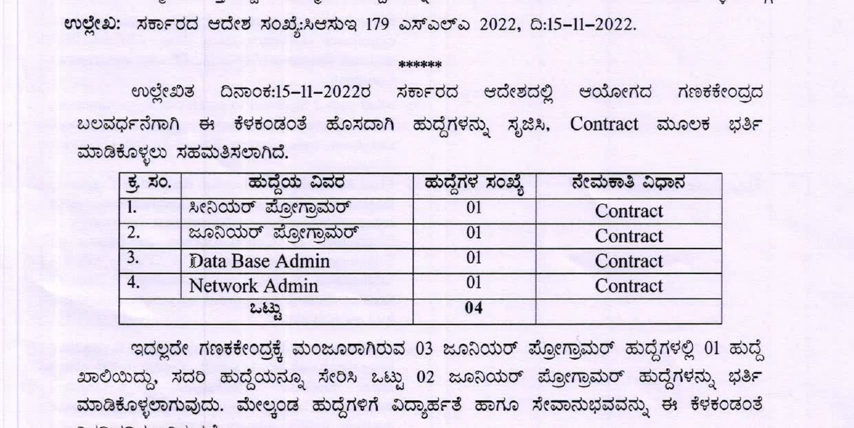 ಉಲ್ಲೇಖ: ಸರ್ಕಾರದ ಆದೇಶ ಸಂಖ್ಯೆ:ಸಿಆಸುಇ 179 ಎಸ್ಎಲ್ಎ 2022, ದಿ:15-11-2022.
******
ಉಲ್ಲೇಖಿತ ದಿನಾಂಕ:15-11-2022ರ ಸರ್ಕಾರದ ಆದೇಶದಲ್ಲಿ ಆಯೋಗದ ಗಣಕಕೇಂದ್ರದ
ಬಲವರ್ಧನೆಗಾಗಿ ಈ ಕೆಳಕಂಡಂತೆ ಹೊಸದಾಗಿ ಹುದ್ದೆಗಳನ್ನು ಸೃಜಿಸಿ, Contract ಮೂಲಕ ಭರ್ತಿ
ಮಾಡಿಕೊಳ್ಳಲು ಸಹಮತಿಸಲಾಗಿದೆ.
ಕ್ರ. ಸಂ. ಹುದ್ದೆಯ ವಿವರ ಹುದ್ದೆಗಳ ಸಂಖ್ಯೆ ನೇಮಕಾತಿ ವಿಧಾನ
1. ಸೀನಿಯರ್ ಪ್ರೋಗ್ರಾಮರ್ 01 Contract
2. ಜೂನಿಯರ್ ಪ್ರೋಗ್ರಾಮರ್ 01 Contract
3. Data Base Admin 01 Contract
4. Network Admin 01 Contract
ಒಟ್ಟು 04
ಇದಲ್ಲದೇ ಗಣಕಕೇಂದ್ರಕ್ಕೆ ಮಂಜೂರಾಗಿರುವ 03 ಜೂನಿಯರ್ ಪ್ರೋಗ್ರಾಮರ್ ಹುದ್ದೆಗಳಲ್ಲಿ 01 ಹುದ್ದೆ
ಖಾಲಿಯಿದ್ದು, ಸದರಿ ಹುದ್ದೆಯನ್ನೂ ಸೇರಿಸಿ ಒಟ್ಟು 02 ಜೂನಿಯರ್ ಪ್ರೋಗ್ರಾಮರ್ ಹುದ್ದೆಗಳನ್ನು ಭರ್ತಿ
ಮಾಡಿಕೊಳ್ಳಲಾಗುವುದು. ಮೇಲ್ಕಂಡ ಹುದ್ದೆಗಳಿಗೆ ವಿದ್ಯಾರ್ಹತೆ ಹಾಗೂ ಸೇವಾನುಭವವನ್ನು ಈ ಕೆಳಕಂಡಂತೆ